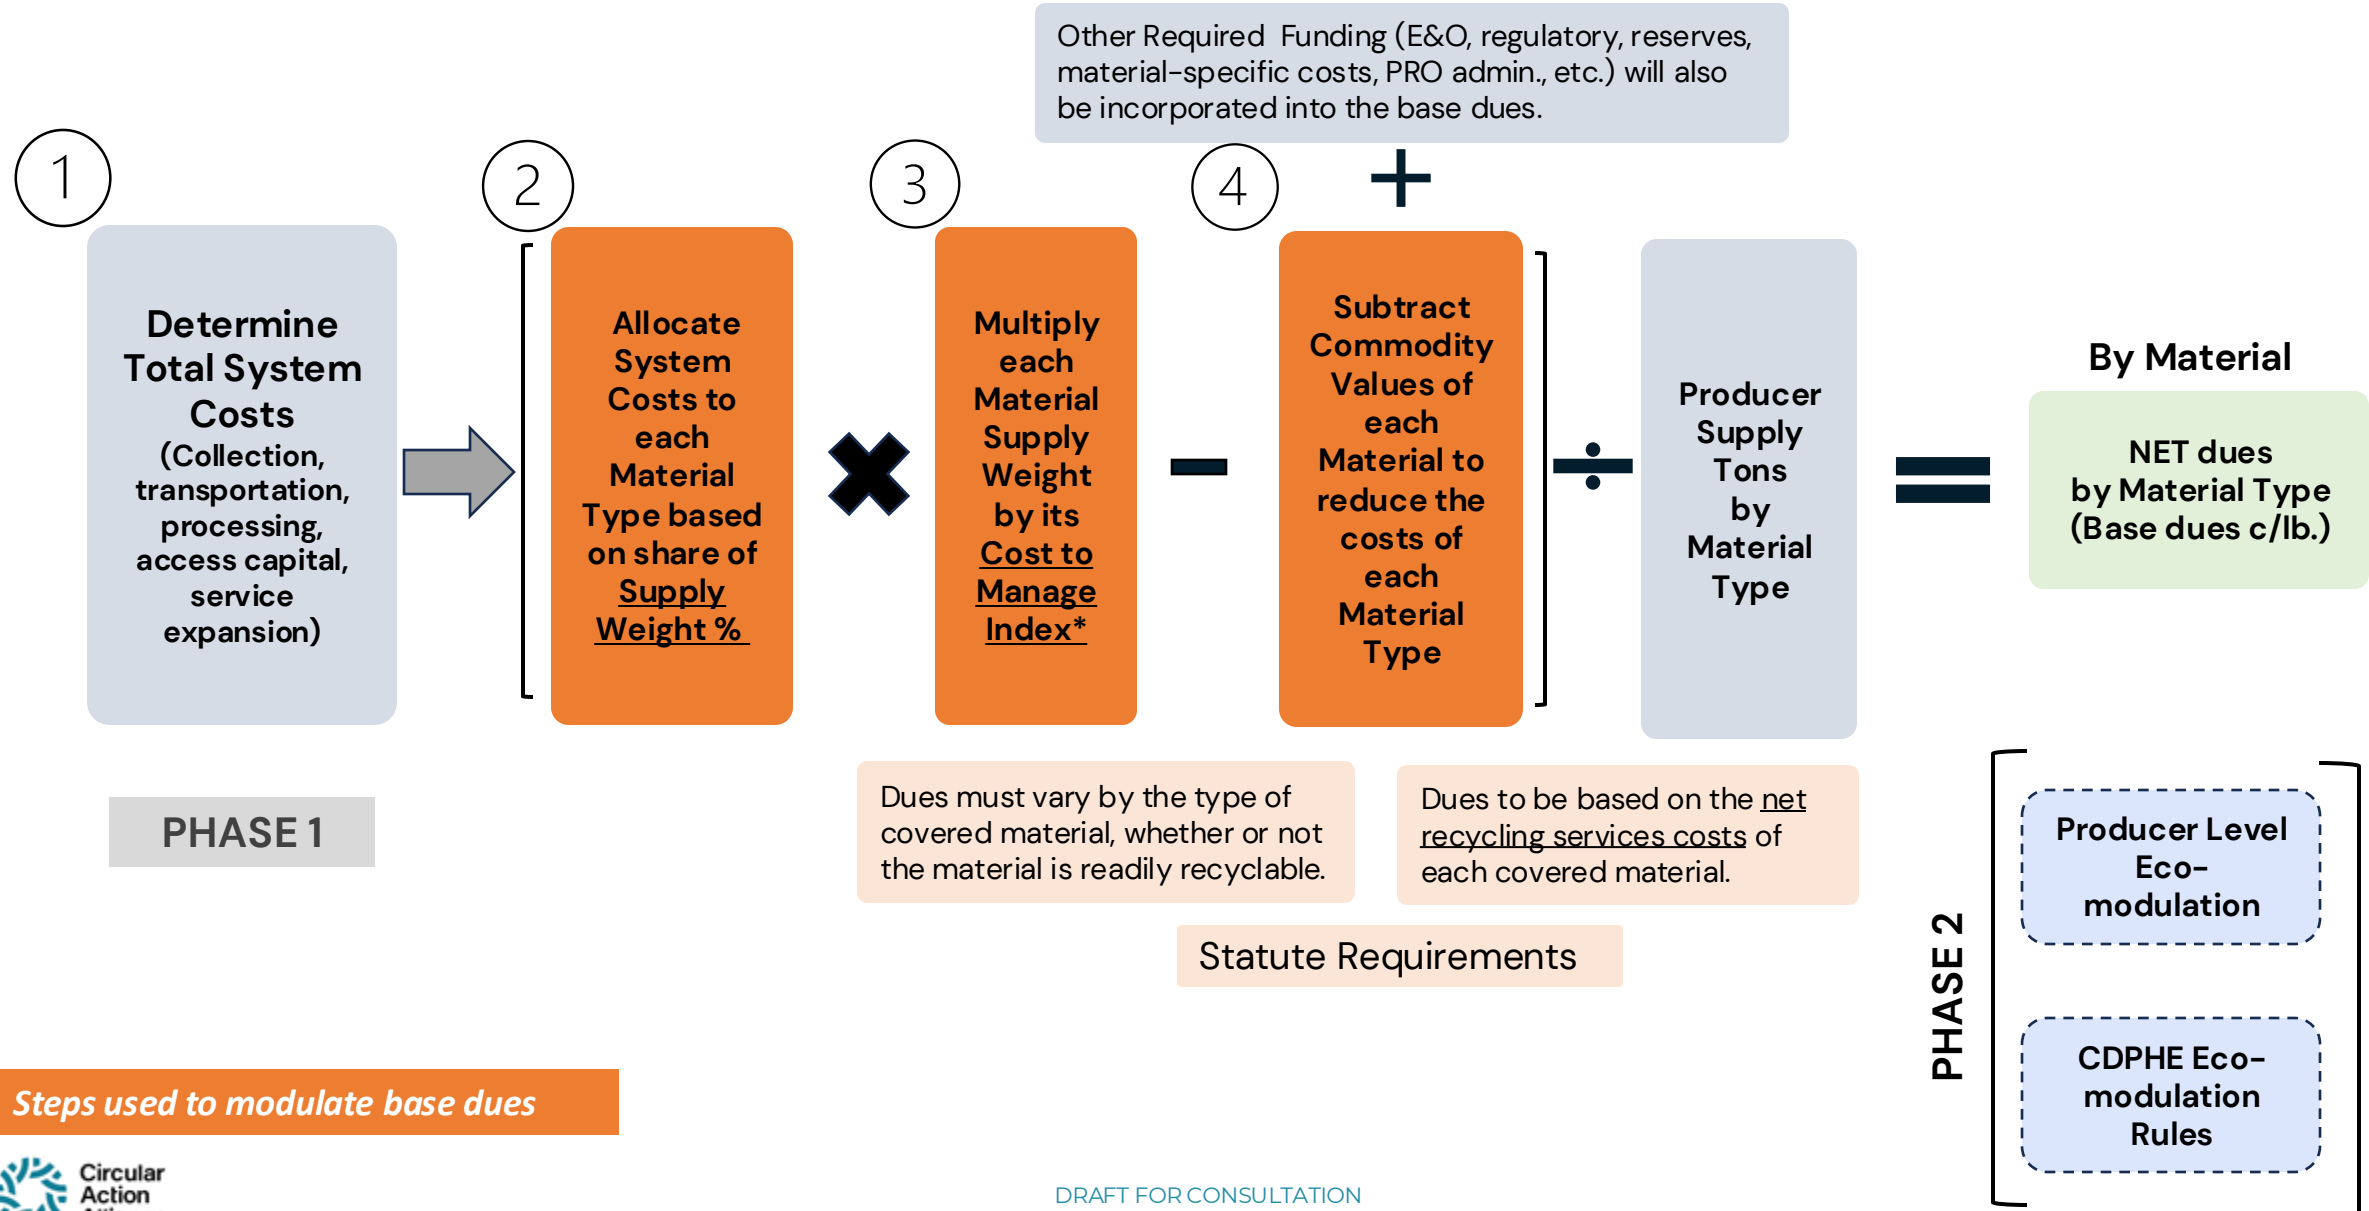 Other Required Funding (E&O, regulatory, reserves,
material-specific costs, PRO admin., etc.) will also
be incorporated into the base dues.
1
2
3
4
Determine
Total System
Costs
(Collection,
transportation,
processing,
access capital,
service
expansion)
Allocate
System
Costs to
each
Material
Type based
on share of
Supply
Weight %
Multiply
each
Material
Supply
Weight
by its
Cost to
Manage
Index*
Subtract
Commodity
Values of
each
Material to
reduce the
costs of
each
Material
Type
Producer
Supply
Tons
by
Material
Type
By Material
NET dues
by Material Type
(Base dues c/lb.)
PHASE 1
Dues must vary by the type of
covered material, whether or not
the material is readily recyclable.
Dues to be based on the net
recycling services costs of
each covered material.
Statute Requirements
PHASE 2
Producer Level
Eco-
modulation
CDPHE Eco-
modulation
Rules
Steps used to modulate base dues
Circular
Action
DRAFT FOR CONSULTATION